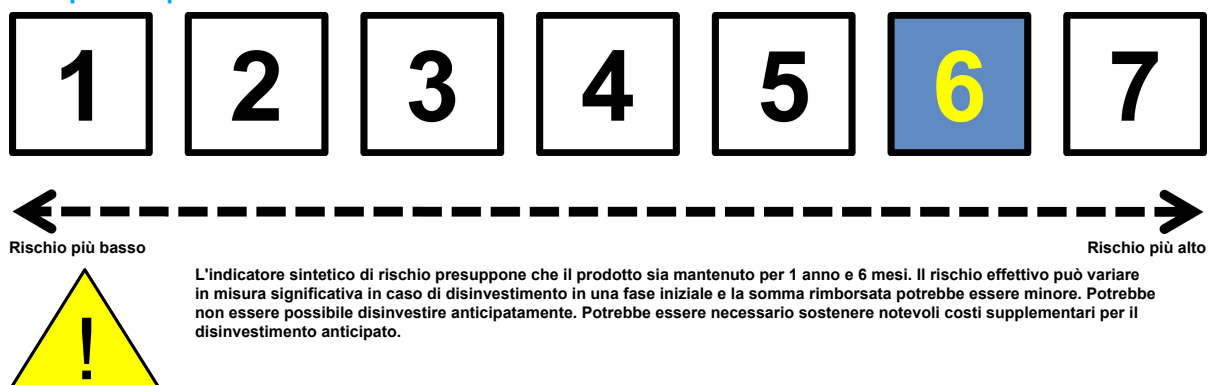 1 2 3 4 5 6 7
Rischio più basso Rischio più alto
L'indicatore sintetico di rischio presuppone che il prodotto sia mantenuto per 1 anno e 6 mesi. Il rischio effettivo può variare
in misura significativa in caso di disinvestimento in una fase iniziale e la somma rimborsata potrebbe essere minore. Potrebbe
non essere possibile disinvestire anticipatamente. Potrebbe essere necessario sostenere notevoli costi supplementari per il
disinvestimento anticipato.
!